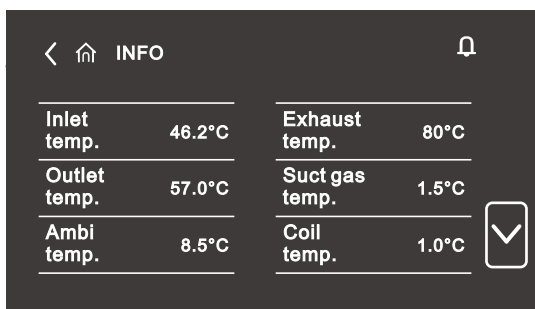 INFO
Inlet temp. 46.2°C
Outlet temp. 57.0°C
Ambi temp. 8.5°C
Exhaust temp. 80°C
Suct gas temp. 1.5°C
Coil temp. 1.0°C